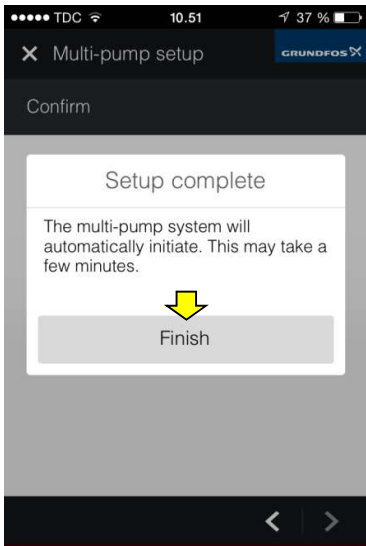 TDC 10.51 37 %
Multi-pump setup GRUNDFOS
Confirm
Setup complete
The multi-pump system will
automatically initiate. This may take a
few minutes.
Finish